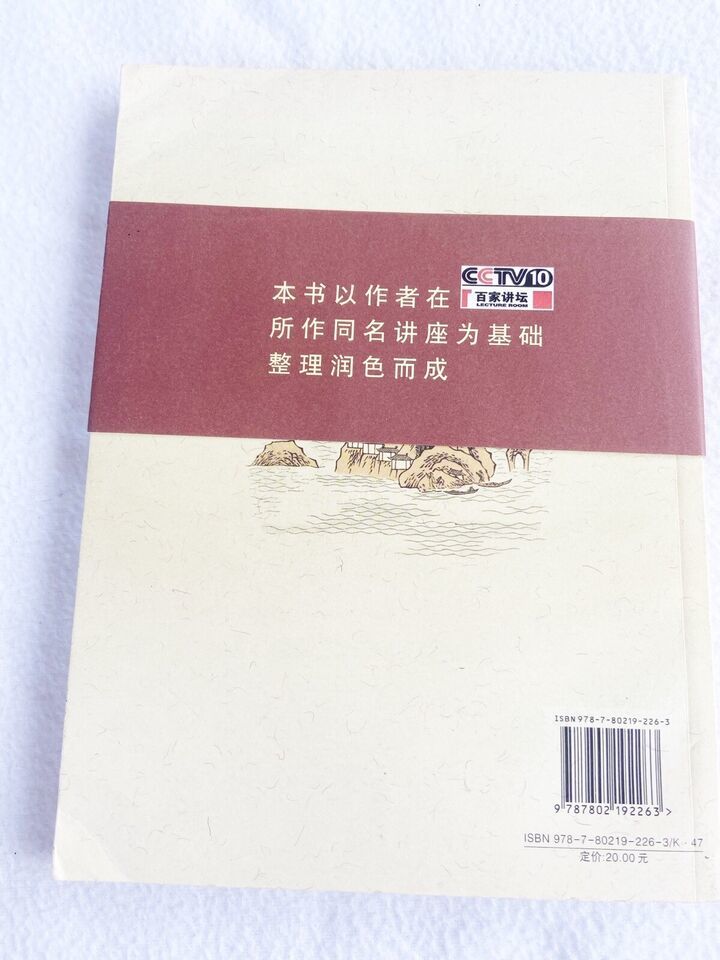 本书以作者在 CCTV10
百家讲坛
LECTURE ROOM
所作同名讲座为基础
整理润色而成
ISBN 978-7-80219-226-3
9 787802 192263 >
ISBN 978-7-80219-226-3/K·47
定价:20.00 元